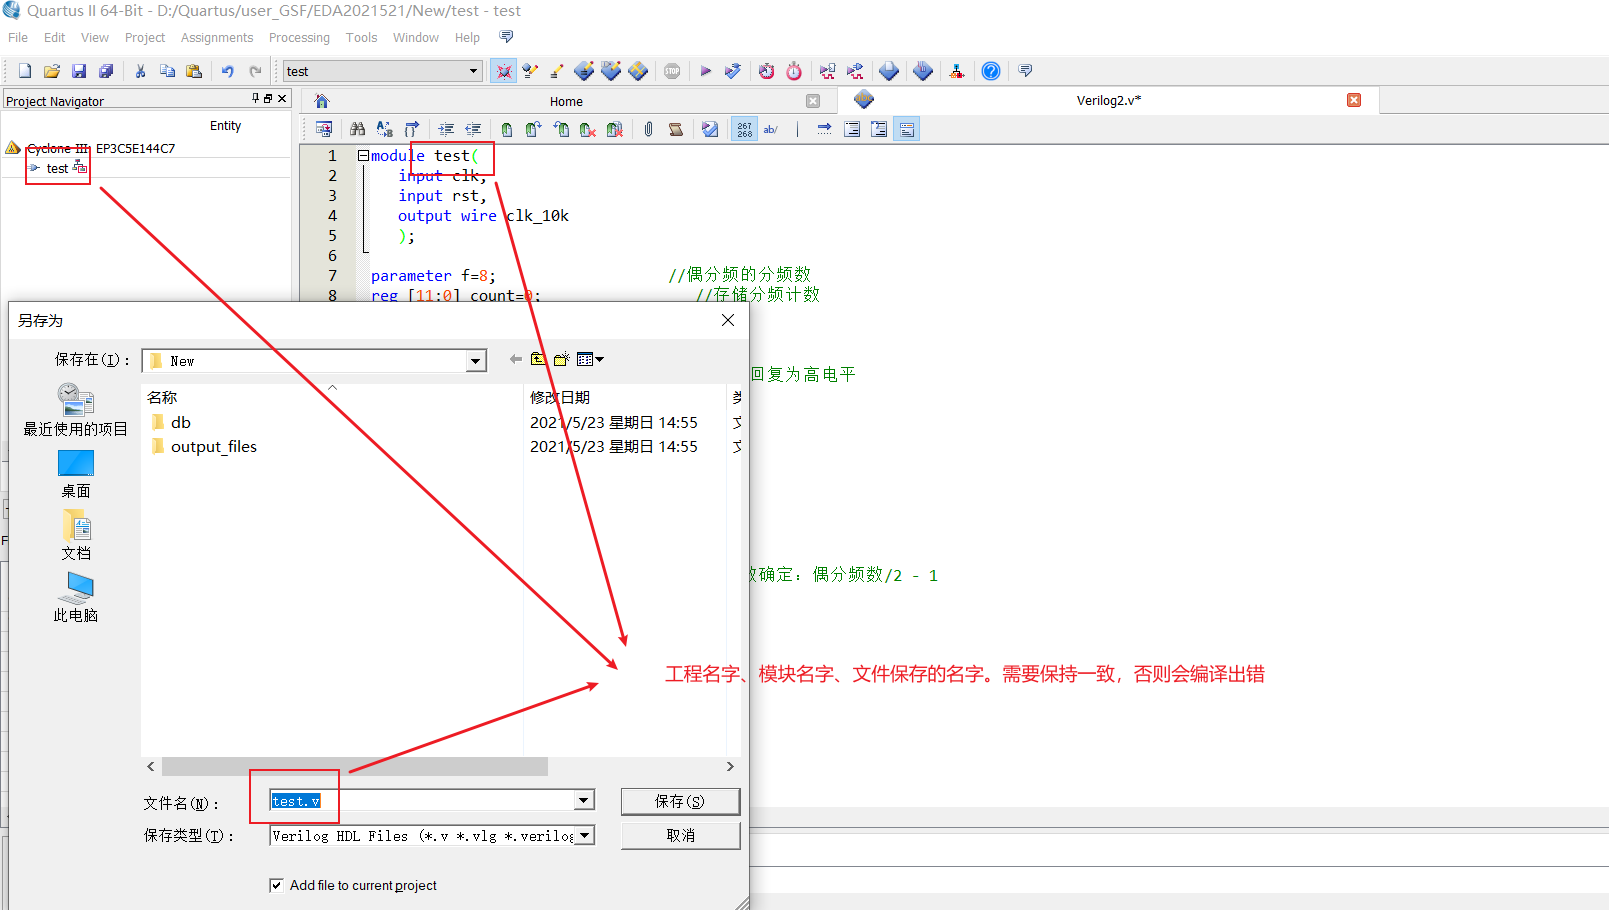 Quartus II 64-Bit - D:/Quartus/user_GSF/EDA2021521/New/test - test
File Edit View Project Assignments Processing Tools Window Help
test
STOP
Project Navigator
Home
Verilog2.v*
Entity
267 268 ab/
Cyclone III: EP3C5E144C7
test
1 module test(
2 input clk,
3 input rst,
4 output wire clk_10k
5 );
6
7 parameter f=8; //偶分频的分频数
8 reg [11:0] count=0; //存储分频计数
另存为
保存在(I): New
回复为高电平
名称 修改日期
db 2021/5/23 星期日 14:55
output_files 2021/5/23 星期日 14:55
最近使用的项目
桌面
文档
此电脑
数确定: 偶分频数/2 - 1
工程名字、模块名字、文件保存的名字。需要保持一致，否则会编译出错
文件名(N): test.v 保存(S)
保存类型(T): Verilog HDL Files (*.v *.vlg *.verilog 取消
Add file to current project